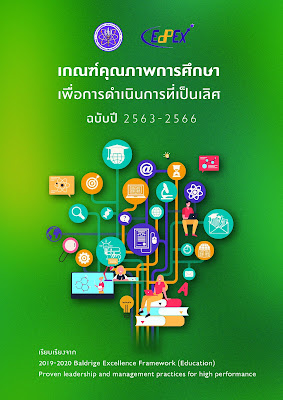 EdPEX
เกณฑ์คุณภาพการศึกษา
เพื่อการดำเนินการที่เป็นเลิศ
ฉบับปี 2563-2566
เรียบเรียงจาก
2019-2020 Baldrige Excellence Framework (Education)
Proven leadership and management practices for high performance